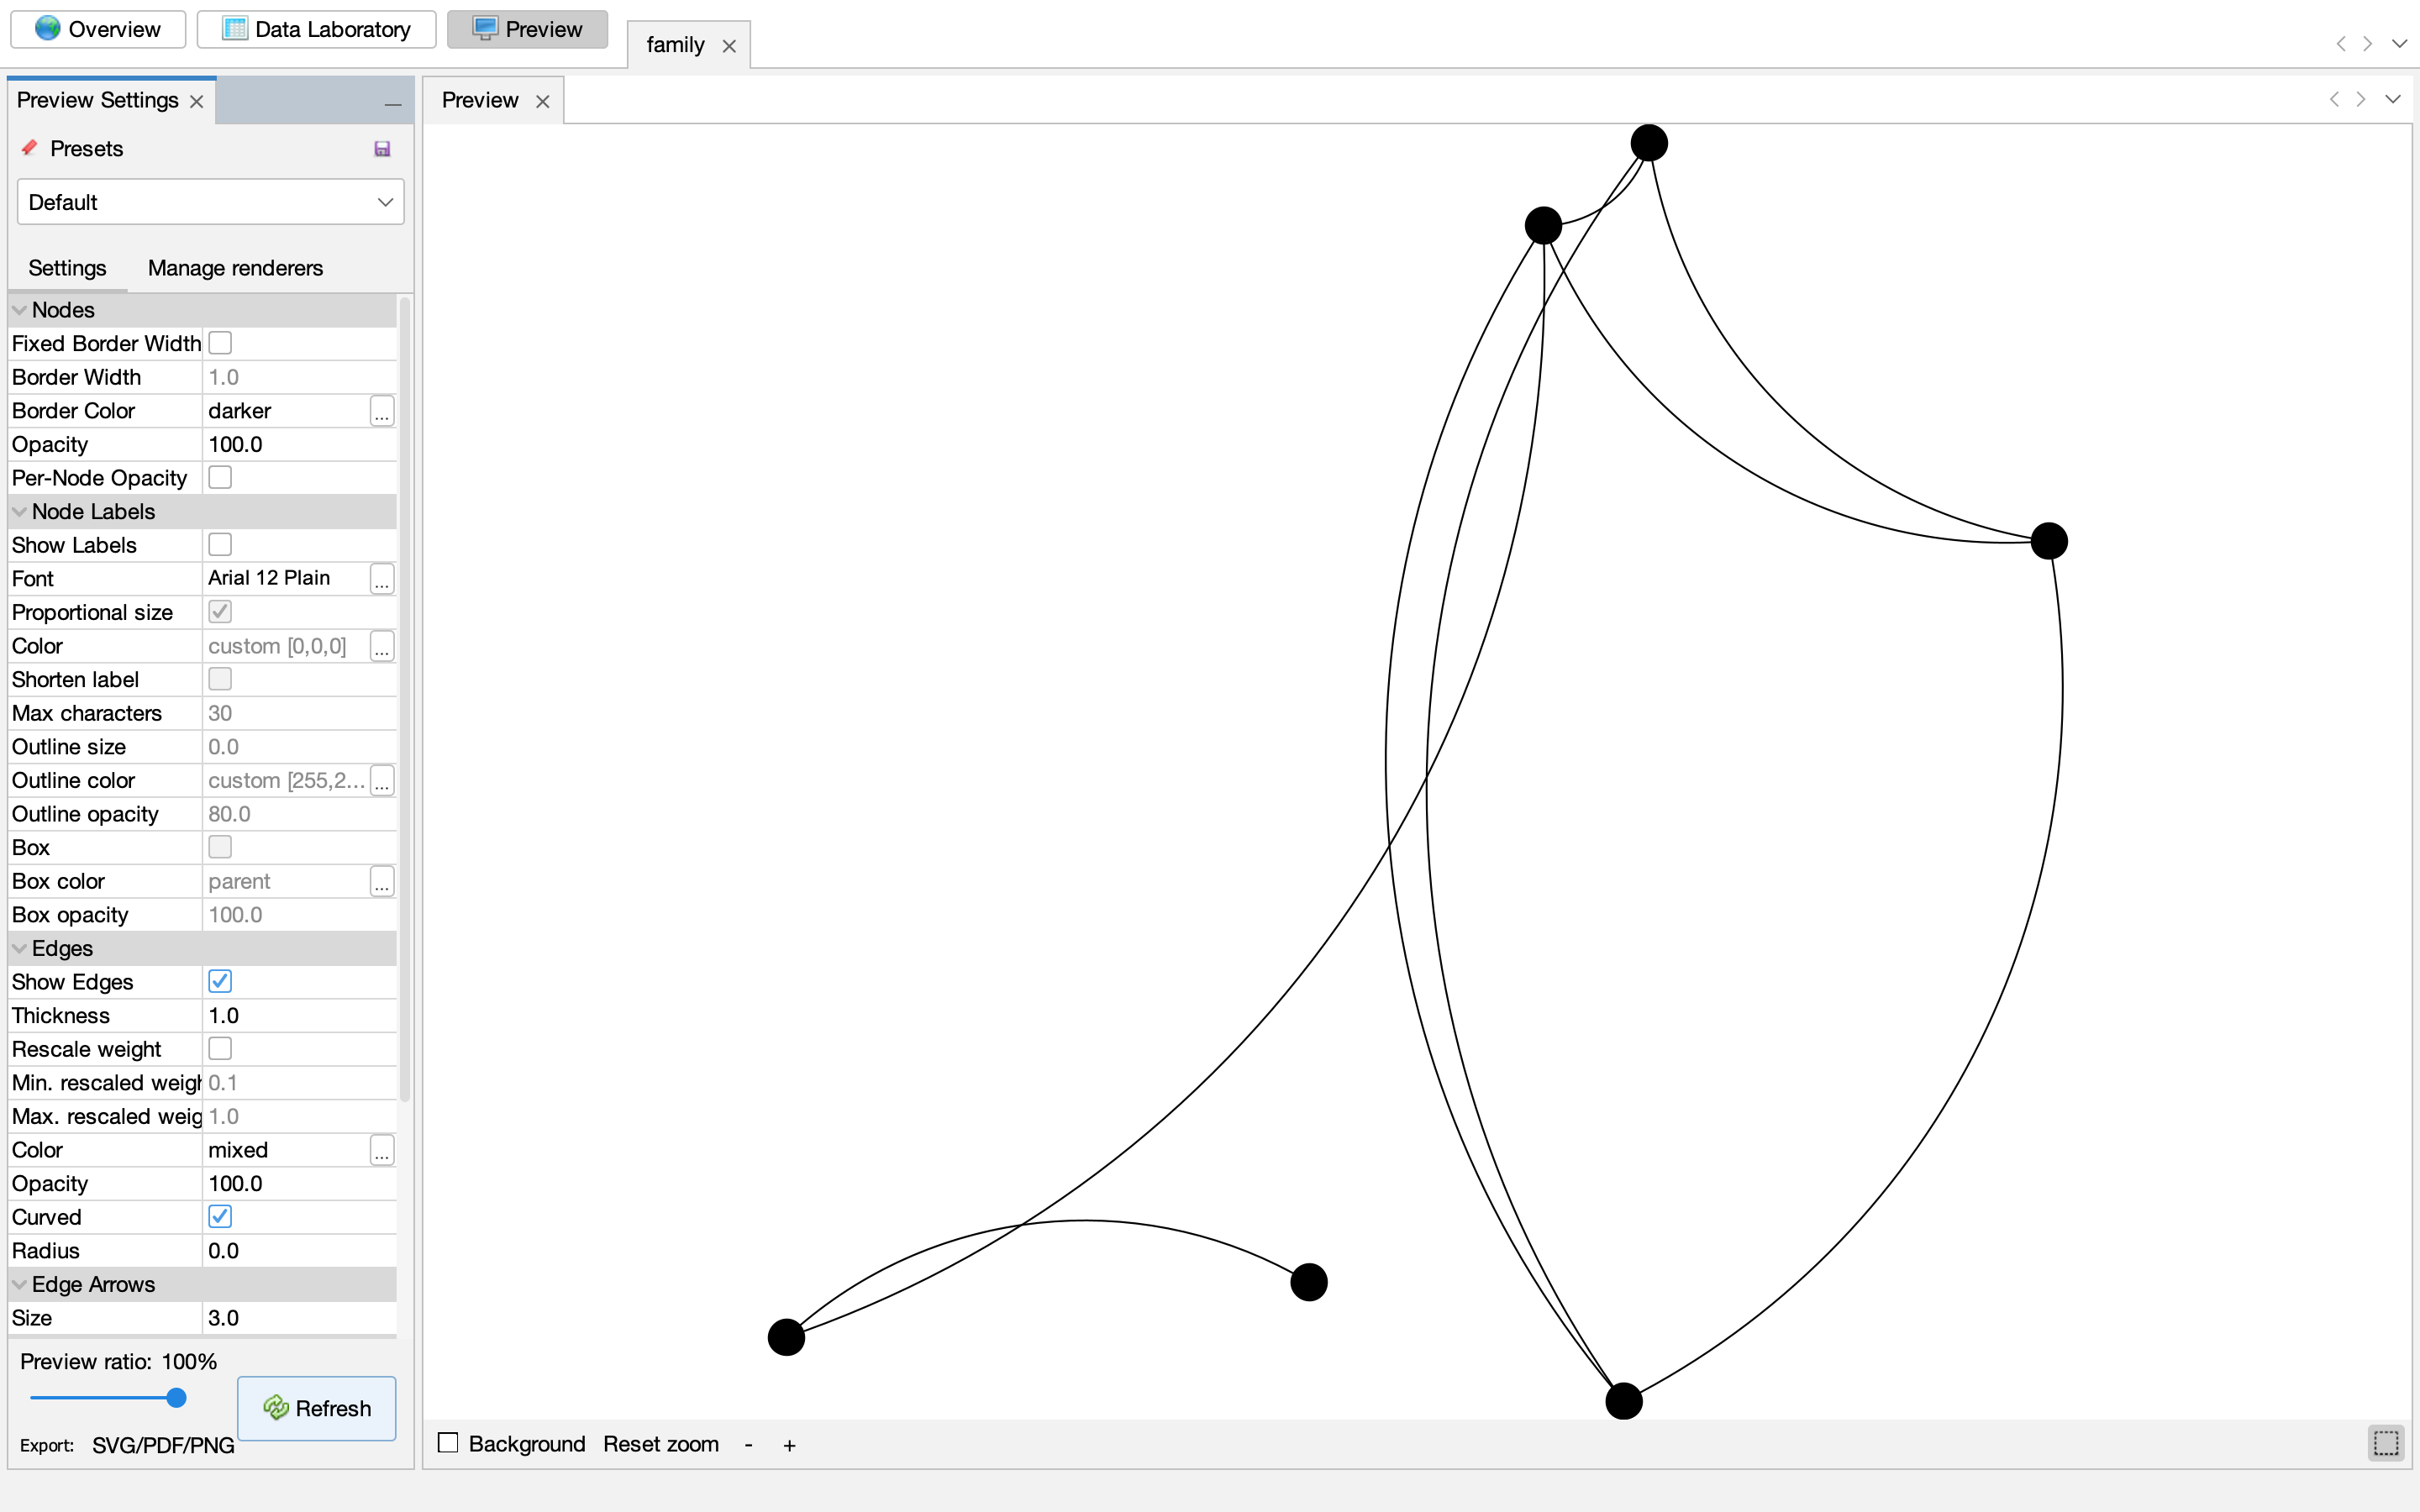 Overview
Data Laboratory
Preview
family
Preview Settings
Presets
Default
Settings
Manage renderers
Nodes
Fixed Border Width
Border Width 1.0
Border Color darker ...
Opacity 100.0
Per-Node Opacity
Node Labels
Show Labels
Font Arial 12 Plain ...
Proportional size
Color custom [0,0,0] ...
Shorten label
Max characters 30
Outline size 0.0
Outline color custom [255,2... ...
Outline opacity 80.0
Box
Box color parent ...
Box opacity 100.0
Edges
Show Edges
Thickness 1.0
Rescale weight
Min. rescaled weigh 0.1
Max. rescaled weig 1.0
Color mixed ...
Opacity 100.0
Curved
Radius 0.0
Edge Arrows
Size 3.0
Preview ratio: 100%
Refresh
Export: SVG/PDF/PNG
Preview
Background Reset zoom - +